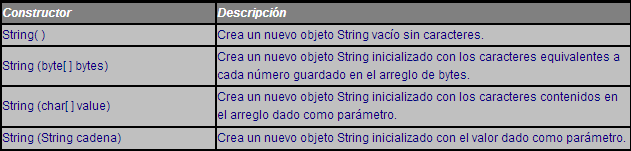 Constructor Descripción
String( ) Crea un nuevo objeto String vacío sin caracteres.
String (byte[ ] bytes) Crea un nuevo objeto String inicializado con los caracteres equivalentes a
cada número guardado en el arreglo de bytes.
String (char[ ] value) Crea un nuevo objeto String inicializado con los caracteres contenidos en
el arreglo dado como parámetro.
String (String cadena) Crea un nuevo objeto String inicializado con el valor dado como parámetro.